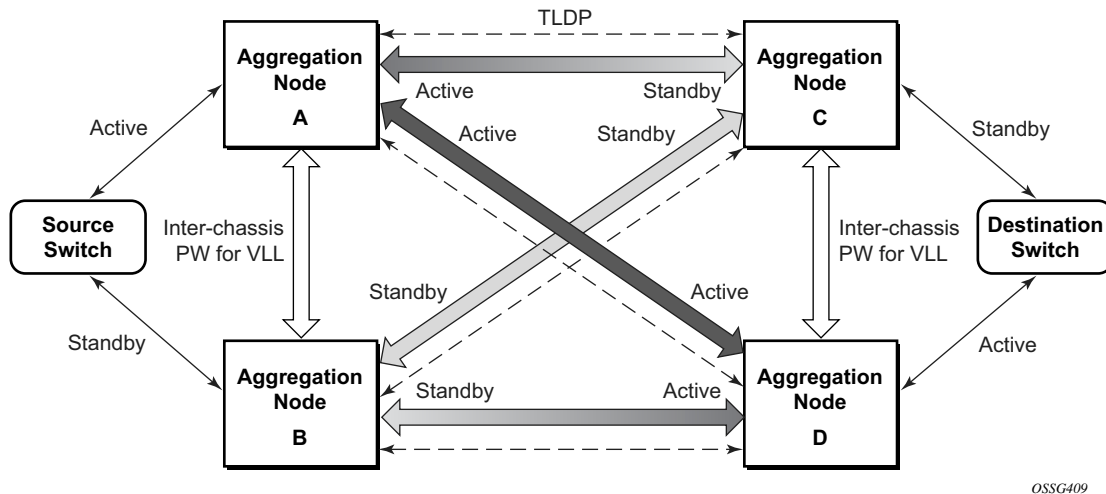 TLDP
Aggregation
Node
A
Aggregation
Node
C
Active
Standby
Active
Standby
Active
Standby
Source
Switch
Inter-chassis
PW for VLL
Inter-chassis
PW for VLL
Destination
Switch
Standby
Active
Standby
Active
Aggregation
Node
B
Standby
Active
Aggregation
Node
D
OSSG409